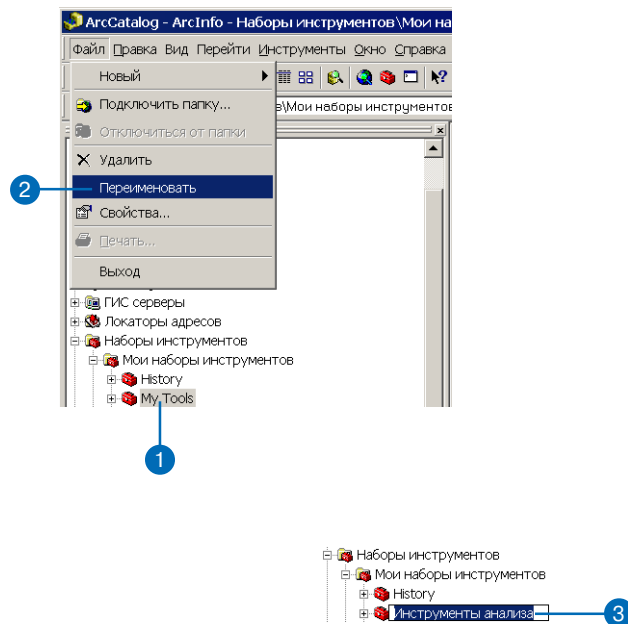 ArcCatalog - ArcInfo - Наборы инструментов\Мои на
Файл Правка Вид Перейти Инструменты Окно Справка
Новый
Подключить папку...
а\Мои наборы инструментов
Отключиться от папки
Удалить
2
Переименовать
Свойства...
Печать...
Выход
ГИС серверы
Локаторы адресов
Наборы инструментов
Мои наборы инструментов
History
My Tools
1
Наборы инструментов
Мои наборы инструментов
History
Инструменты анализа
3